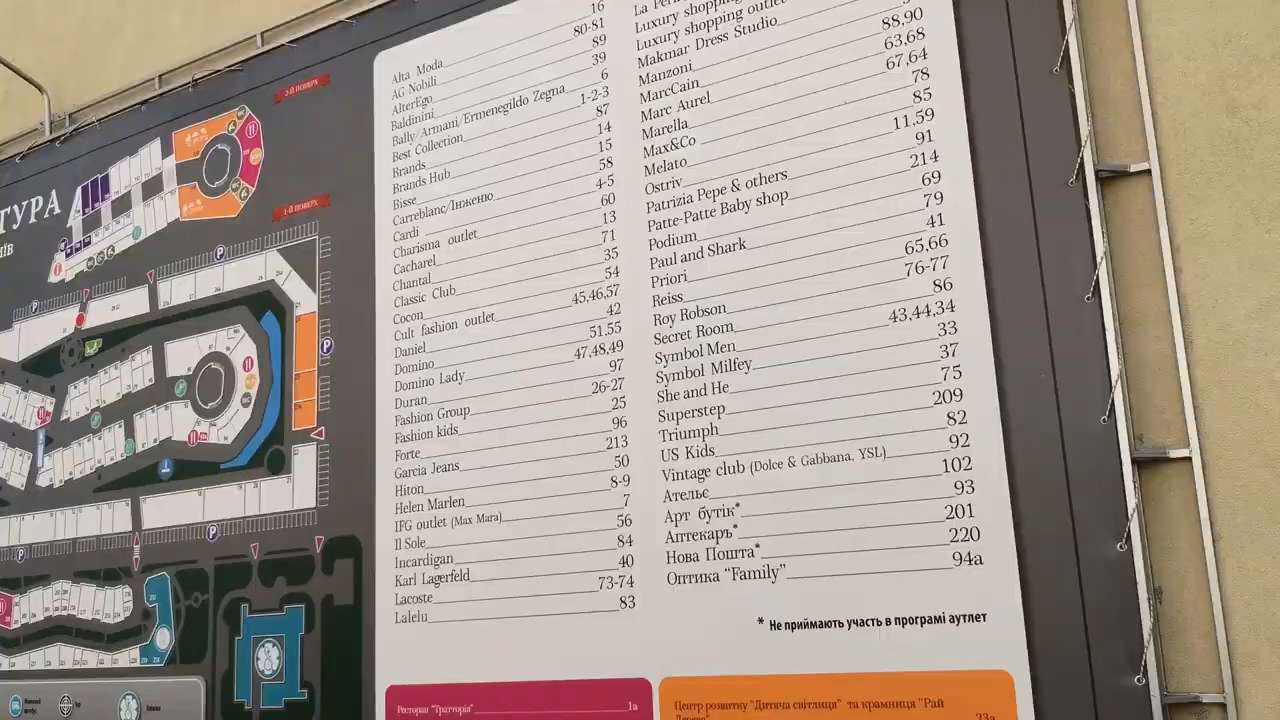 2-й ПОВЕРХ
1-й ПОВЕРХ
ТУРА
ЇВ
Alta Moda 16
AG Nobili 80-81
AlterEgo 89
Baldinini 39
Bally/Armani/Ermenegildo Zegna 6
Best Collection 1-2-3
Brands 87
Brands Hub 14
Bisse 15
Carreblanc/Інженю 58
Cardi 4-5
Charisma outlet 60
Cacharel 13
Chantal 71
Classic Club 35
Cocon 54
Cult fashion outlet 45,46,57
Daniel 42
Domino 51,55
Domino Lady 47,48,49
Duran 97
Fashion Group 26-27
Fashion kids 25
Forte 96
Garcia Jeans 213
Hiton 50
Helen Marlen 8-9
IFG outlet (Max Mara) 7
Il Sole 56
Incardigan 84
Karl Lagerfeld 40
Lacoste 73-74
Lalelu 83
La
Luxury shopping
Luxury shopping outlet
Makmar Dress Studio
Manzoni
MarcCain 88,90
Marc Aurel 63,68
Marella 67,64
Max&Co 78
Melato 85
Ostriv 11,59
Patrizia Pepe & others 91
Patte-Patte Baby shop 214
Podium 69
Paul and Shark 79
Priori 41
Reiss 65,66
Roy Robson 76-77
Secret Room 86
Symbol Men 43,44,34
Symbol Milfey 33
She and He 37
Superstep 75
Triumph 209
US Kids 82
Vintage club (Dolce & Gabbana, YSL) 92
Ательє 102
Арт бутік* 93
Аптекаръ* 201
Нова Пошта* 220
Оптика “Family” 94a
* Не приймають участь в програмі аутлет
Ресторан "Тратторія" 1a
Центр розвитку "Дитяча світлиця" та крамниця "Рай
23a